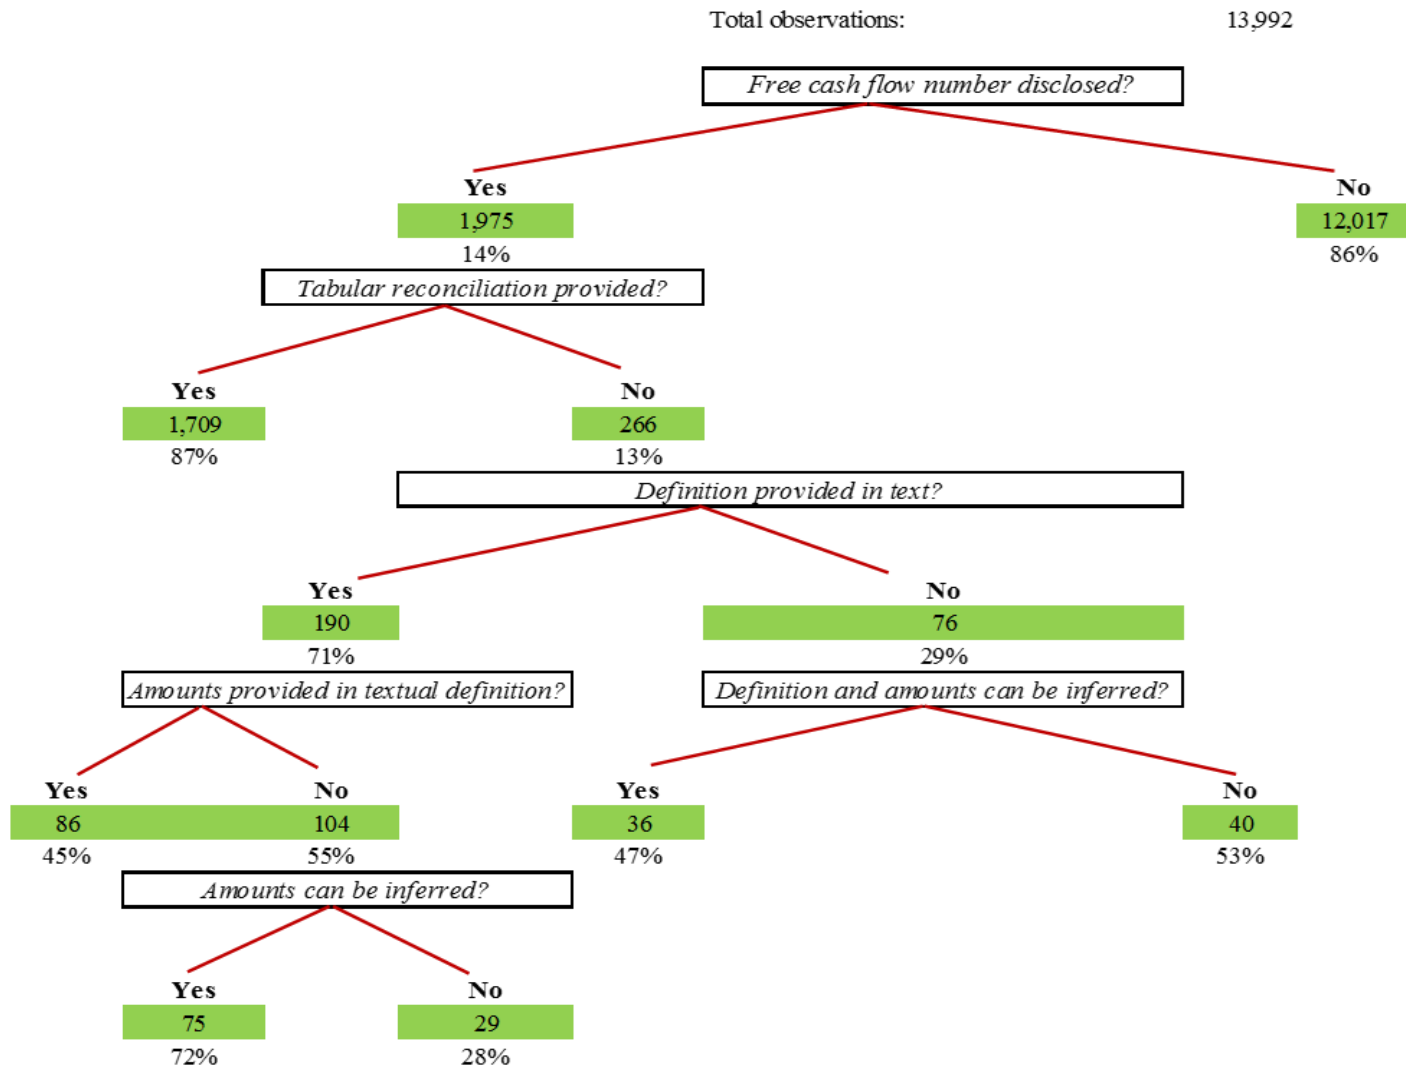 Total observations: 13,992
Free cash flow number disclosed?
Yes No
1,975 12,017
14% 86%
Tabular reconciliation provided?
Yes No
1,709 266
87% 13%
Definition provided in text?
Yes No
190 76
71% 29%
Amounts provided in textual definition? Definition and amounts can be inferred?
Yes No Yes No
86 104 36 40
45% 55% 47% 53%
Amounts can be inferred?
Yes No
75 29
72% 28%